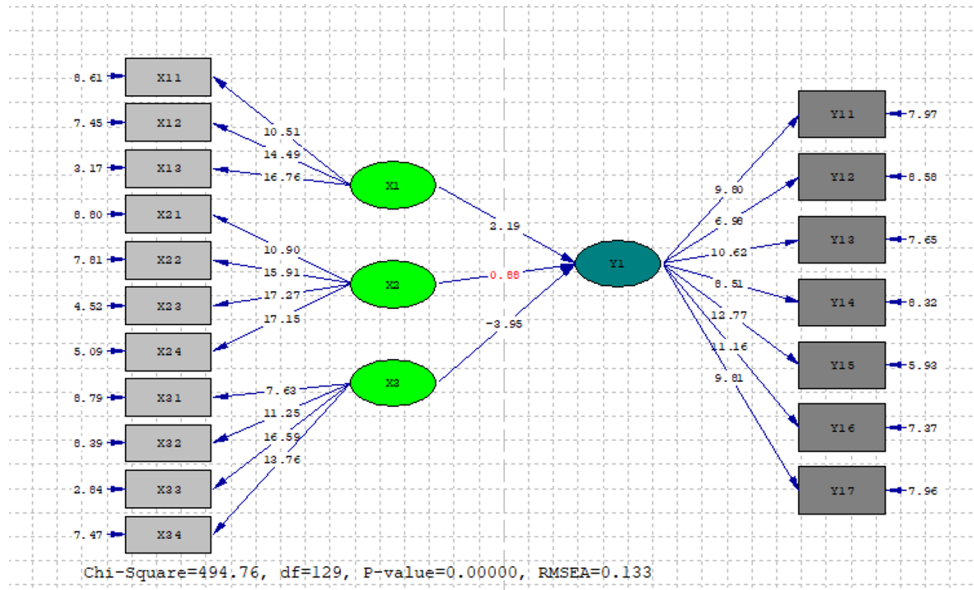 8.61 X11
7.45 X12
3.17 X13
8.80 X21
7.81 X22
4.52 X23
5.09 X24
8.79 X31
8.39 X32
2.84 X33
7.47 X34
10.51
14.49
16.76
10.90
15.91
17.27
17.15
7.63
11.25
16.59
13.76
X1
X2
X3
2.19
0.88
-3.95
Y1
9.80
6.98
10.62
8.51
12.77
11.16
9.81
Y11 7.97
Y12 8.58
Y13 7.65
Y14 8.32
Y15 5.93
Y16 7.37
Y17 7.96
Chi-Square=494.76, df=129, P-value=0.00000, RMSEA=0.133